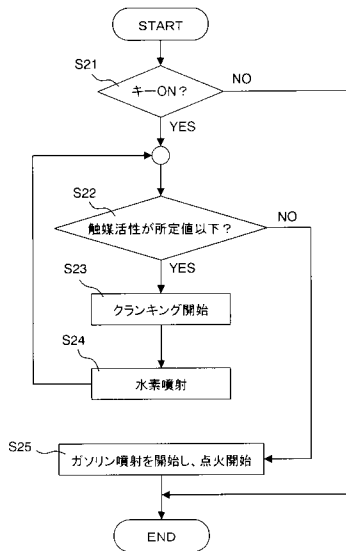 START
S21
キーON?
NO
YES
S22
触媒活性が所定値以下?
NO
YES
S23
クランキング開始
S24
水素噴射
S25
ガソリン噴射を開始し、点火開始
END